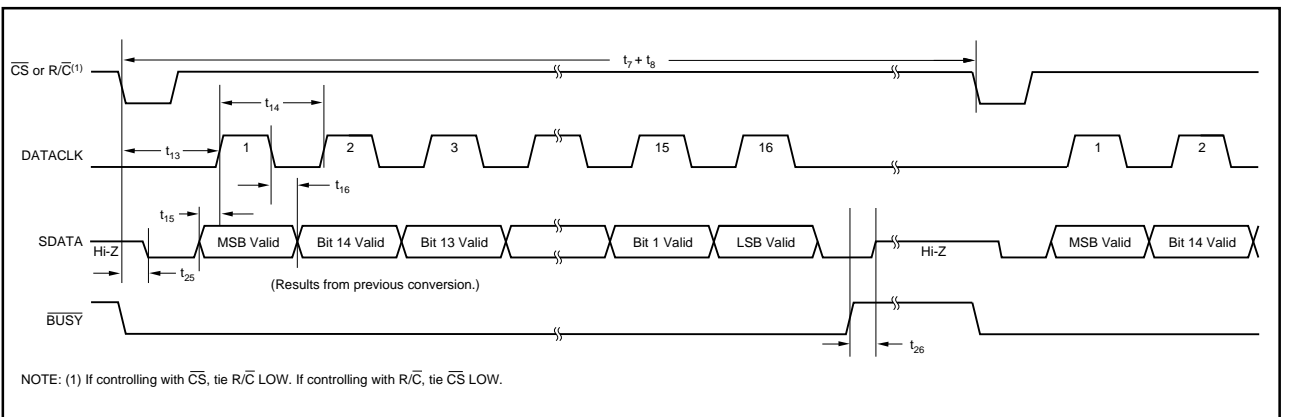 t7 + t8
CS or R/C(1)
t14
DATACLK
t13
1
2
3
15
16
1
2
t16
t15
SDATA
Hi-Z
MSB Valid
Bit 14 Valid
Bit 13 Valid
Bit 1 Valid
LSB Valid
Hi-Z
MSB Valid
Bit 14 Valid
t25
(Results from previous conversion.)
BUSY
t26
NOTE: (1) If controlling with CS, tie R/C LOW. If controlling with R/C, tie CS LOW.